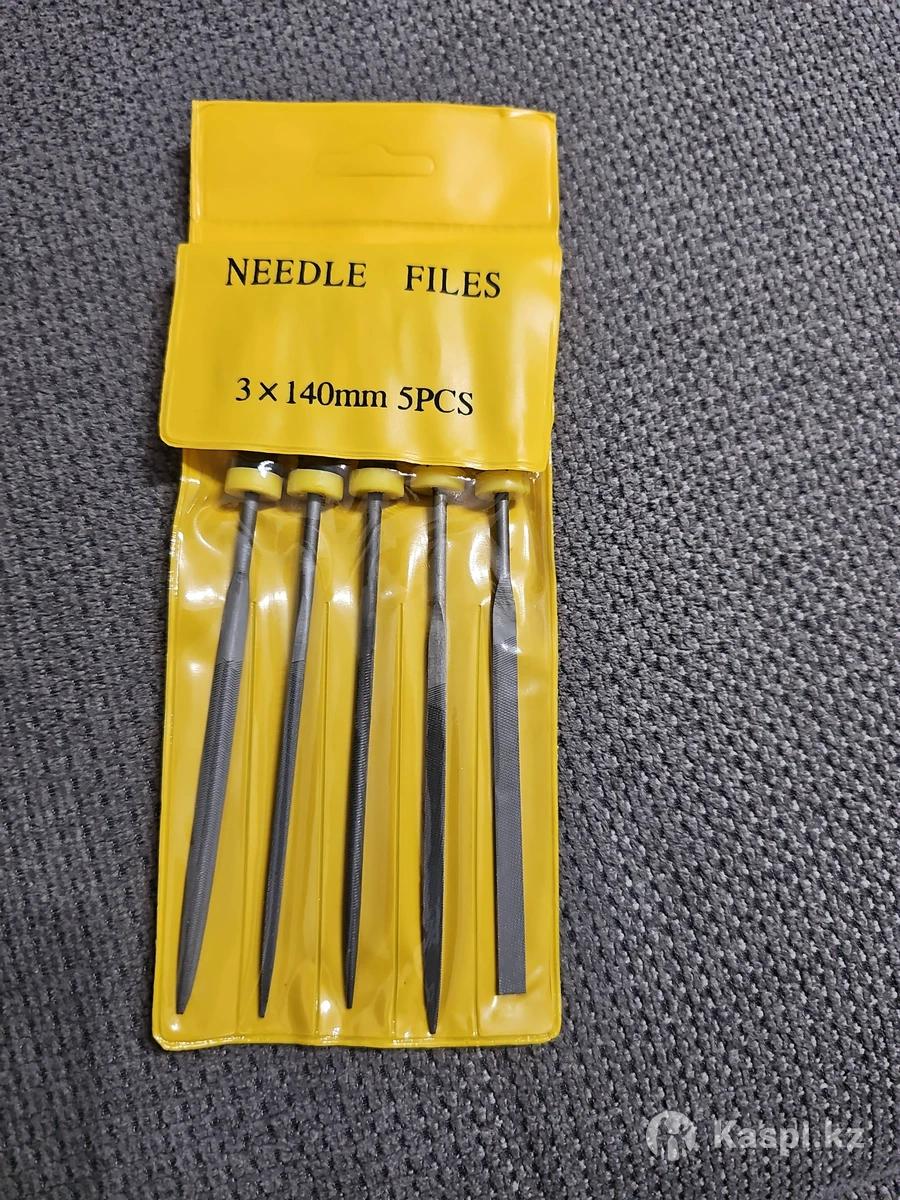 NEEDLE FILES
3×140mm 5PCS
Kaspi.kz